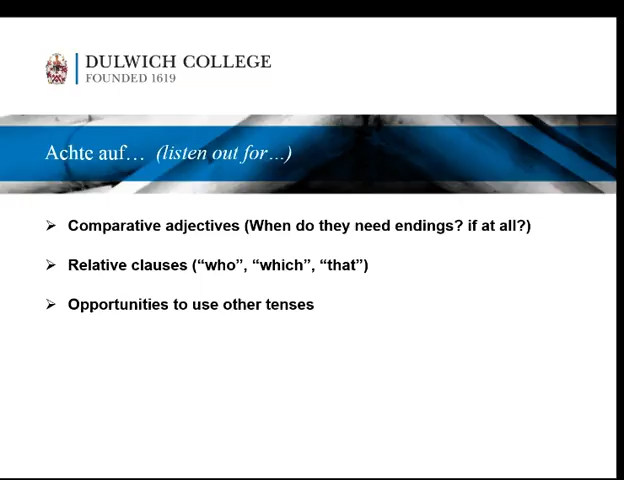 DULWICH COLLEGE
FOUNDED 1619
Achte auf… (listen out for…)
Comparative adjectives (When do they need endings? if at all?)
Relative clauses (“who”, “which”, “that”)
Opportunities to use other tenses